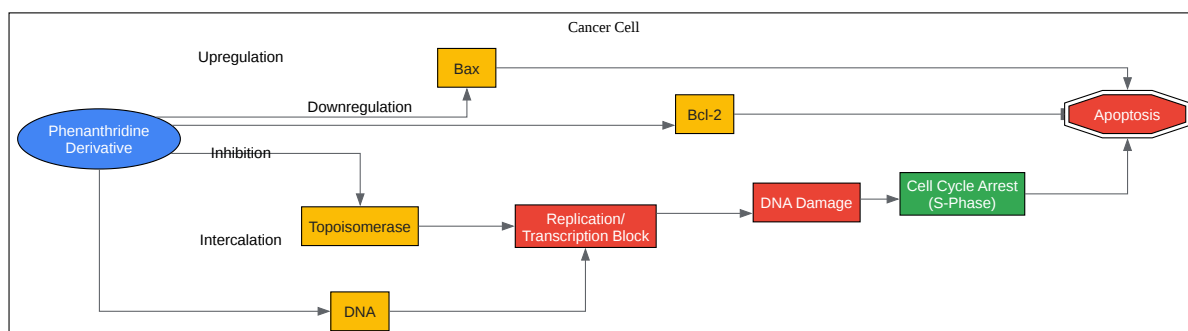 Cancer Cell
Upregulation
Bax
Downregulation
Bcl-2
Apoptosis
Phenanthridine
Derivative
Inhibition
Cell Cycle Arrest
(S-Phase)
DNA Damage
Topoisomerase
Replication/
Transcription Block
Intercalation
DNA